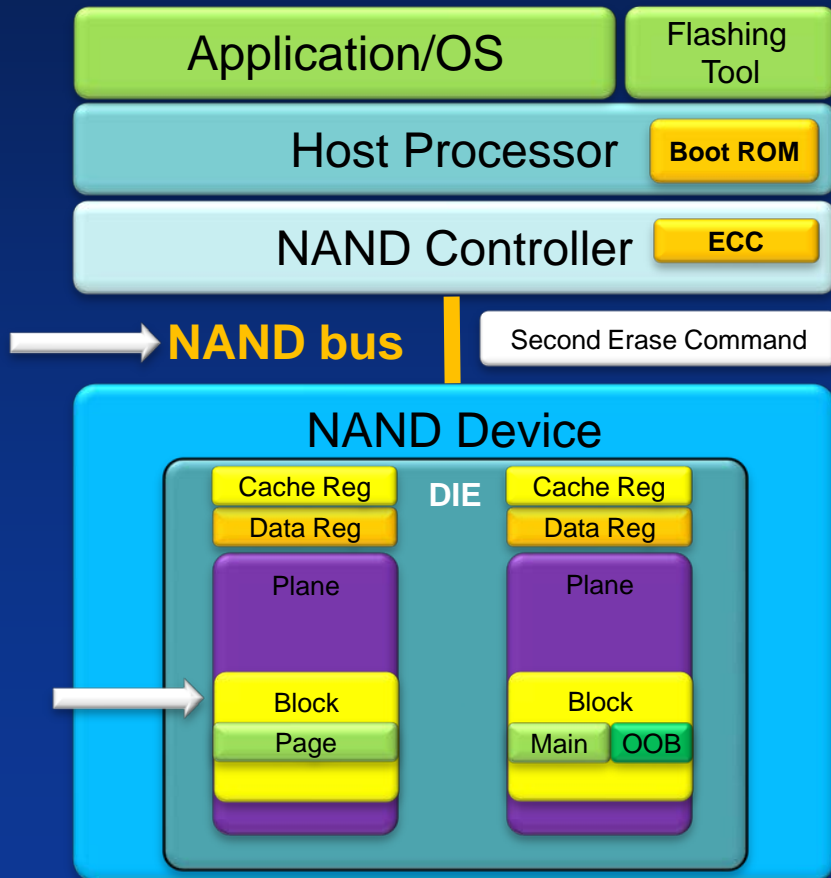 Application/OS
Flashing
Tool
Host Processor
Boot ROM
NAND Controller
ECC
NAND bus
Second Erase Command
NAND Device
Cache Reg
DIE
Cache Reg
Data Reg
Data Reg
Plane
Plane
Block
Block
Page
Main
OOB